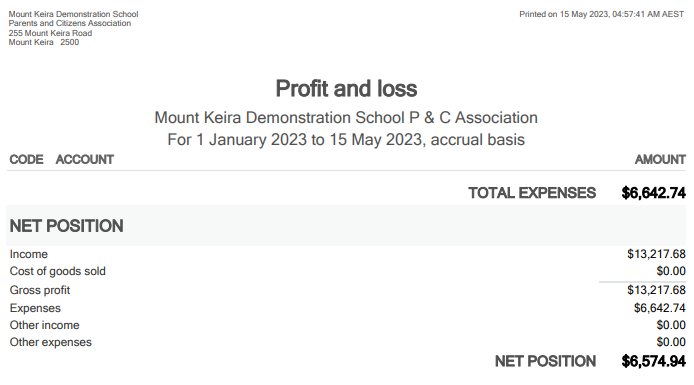 Mount Keira Demonstration School
Parents and Citizens Association
255 Mount Keira Road
Mount Keira 2500
Printed on 15 May 2023, 04:57:41 AM AEST
Profit and loss
Mount Keira Demonstration School P & C Association
For 1 January 2023 to 15 May 2023, accrual basis
CODE ACCOUNT AMOUNT
TOTAL EXPENSES $6,642.74
NET POSITION
Income $13,217.68
Cost of goods sold $0.00
Gross profit $13,217.68
Expenses $6,642.74
Other income $0.00
Other expenses $0.00
NET POSITION $6,574.94